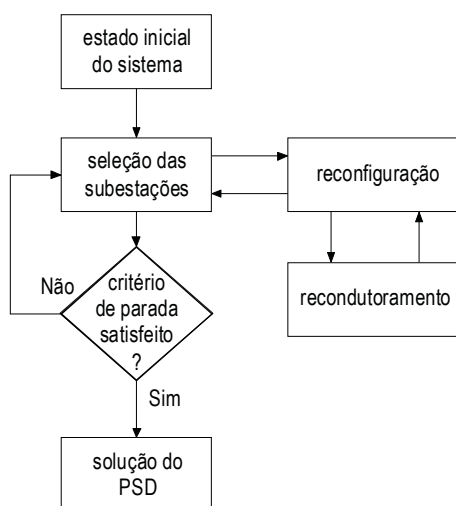 estado inicial
do sistema
seleção das
subestações
reconfiguração
recondutoramento
Não
critério
de parada
satisfeito
?
Sim
solução do
PSD